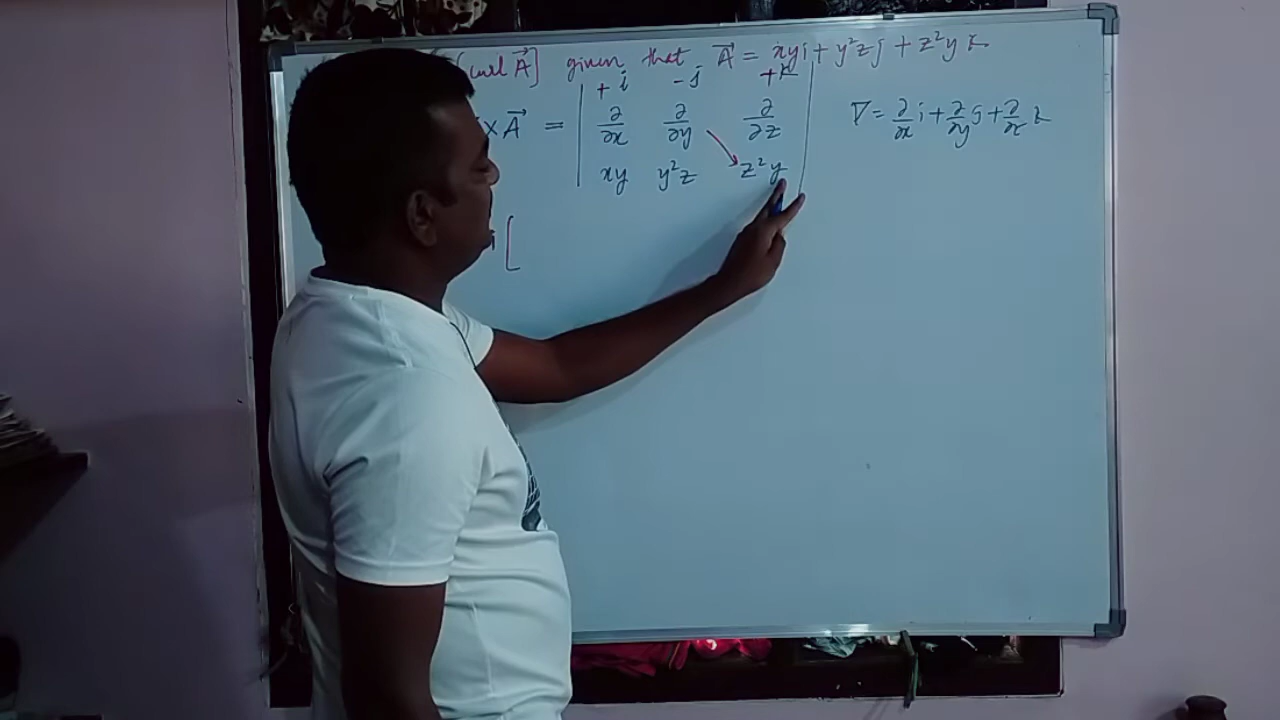 [curl A⃗] given that A⃗ = xyi + y²zj + z²y k
+i -j +k
×A⃗ = | ∂/∂x ∂/∂y ∂/∂z | ∇ = ∂/∂x i + ∂/∂y j + ∂/∂z k
xy y²z z²y
i [